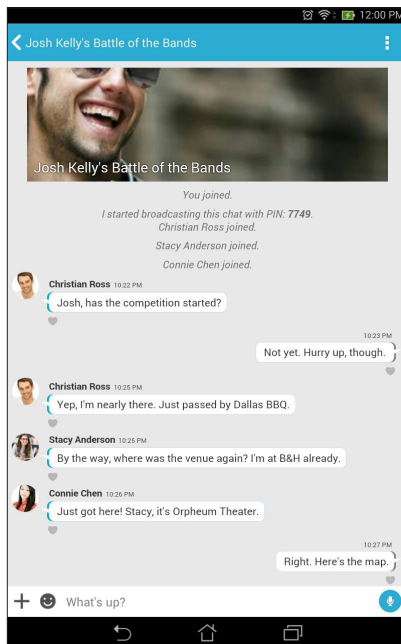 12:00 PM
Josh Kelly's Battle of the Bands
Josh Kelly's Battle of the Bands
You joined.
I started broadcasting this chat with PIN: 7749.
Christian Ross joined.
Stacy Anderson joined.
Connie Chen joined.
Christian Ross 10:22 PM
Josh, has the competition started?
10:23 PM
Not yet. Hurry up, though.
Christian Ross 10:25 PM
Yep, I'm nearly there. Just passed by Dallas BBQ.
Stacy Anderson 10:25 PM
By the way, where was the venue again? I'm at B&H already.
Connie Chen 10:26 PM
Just got here! Stacy, it's Orpheum Theater.
10:27 PM
Right. Here's the map.
What's up?